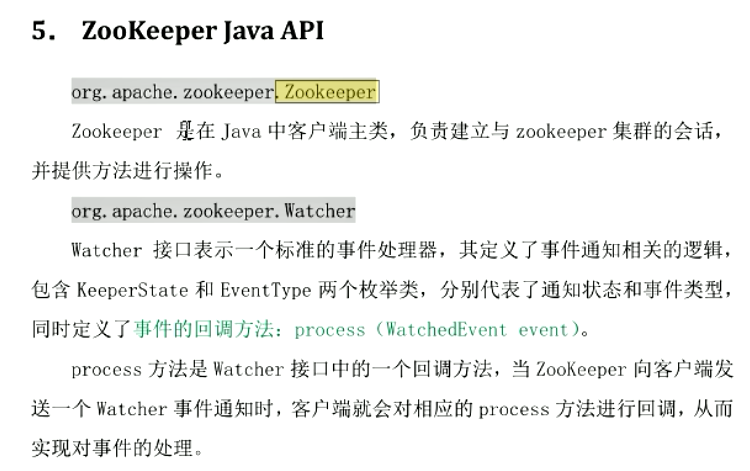 5. ZooKeeper Java API
org.apache.zookeeper.Zookeeper
Zookeeper 是在 Java 中客户端主类，负责建立与 zookeeper 集群的会话，
并提供方法进行操作。
org.apache.zookeeper.Watcher
Watcher 接口表示一个标准的事件处理器，其定义了事件通知相关的逻辑，
包含 KeeperState 和 EventType 两个枚举类，分别代表了通知状态和事件类型，
同时定义了事件的回调方法：process（WatchedEvent event）。
process 方法是 Watcher 接口中的一个回调方法，当 ZooKeeper 向客户端发
送一个 Watcher 事件通知时，客户端就会对相应的 process 方法进行回调，从而
实现对事件的处理。